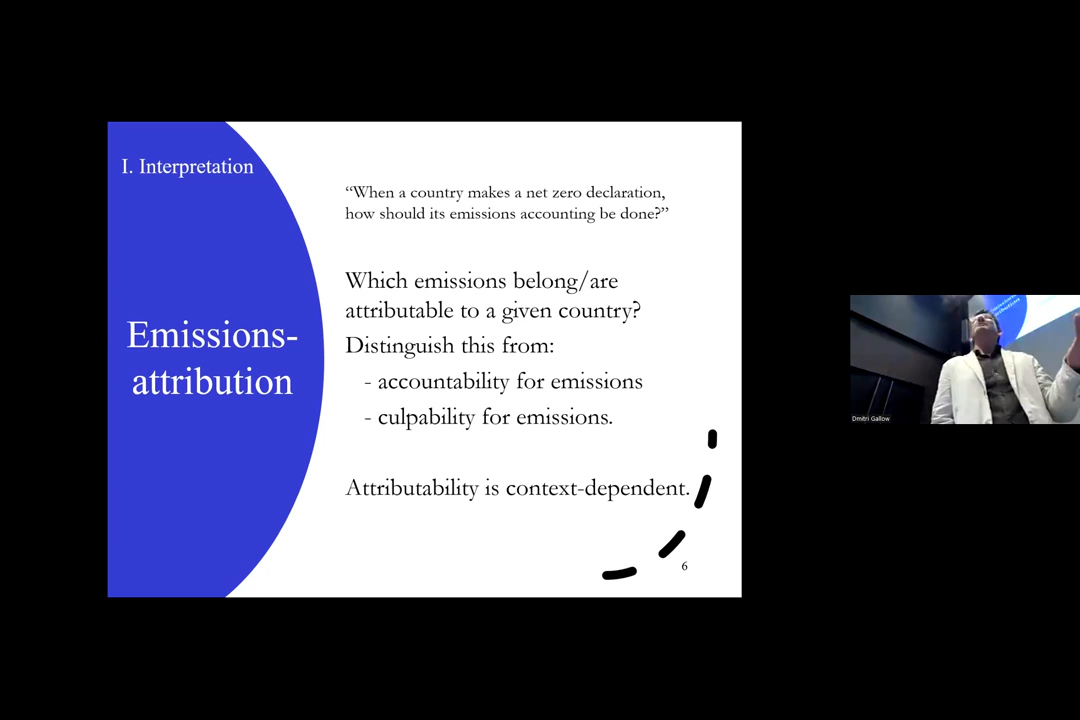 I. Interpretation
Emissions-
attribution
“When a country makes a net zero declaration,
how should its emissions accounting be done?”
Which emissions belong/are
attributable to a given country?
Distinguish this from:
- accountability for emissions
- culpability for emissions.
Attributability is context-dependent.
6
Dmitri Gallow